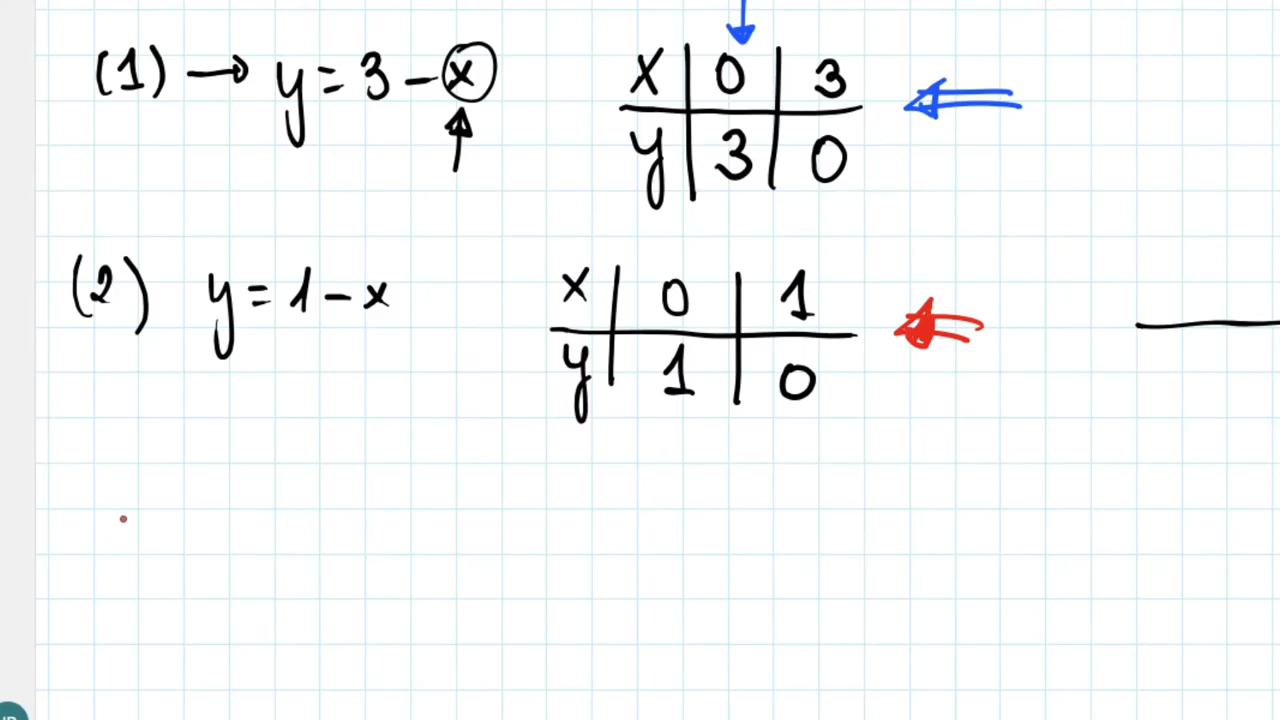 (1) → y = 3 - x
x | 0 | 3
y | 3 | 0
(2) y = 1 - x
x | 0 | 1
y | 1 | 0